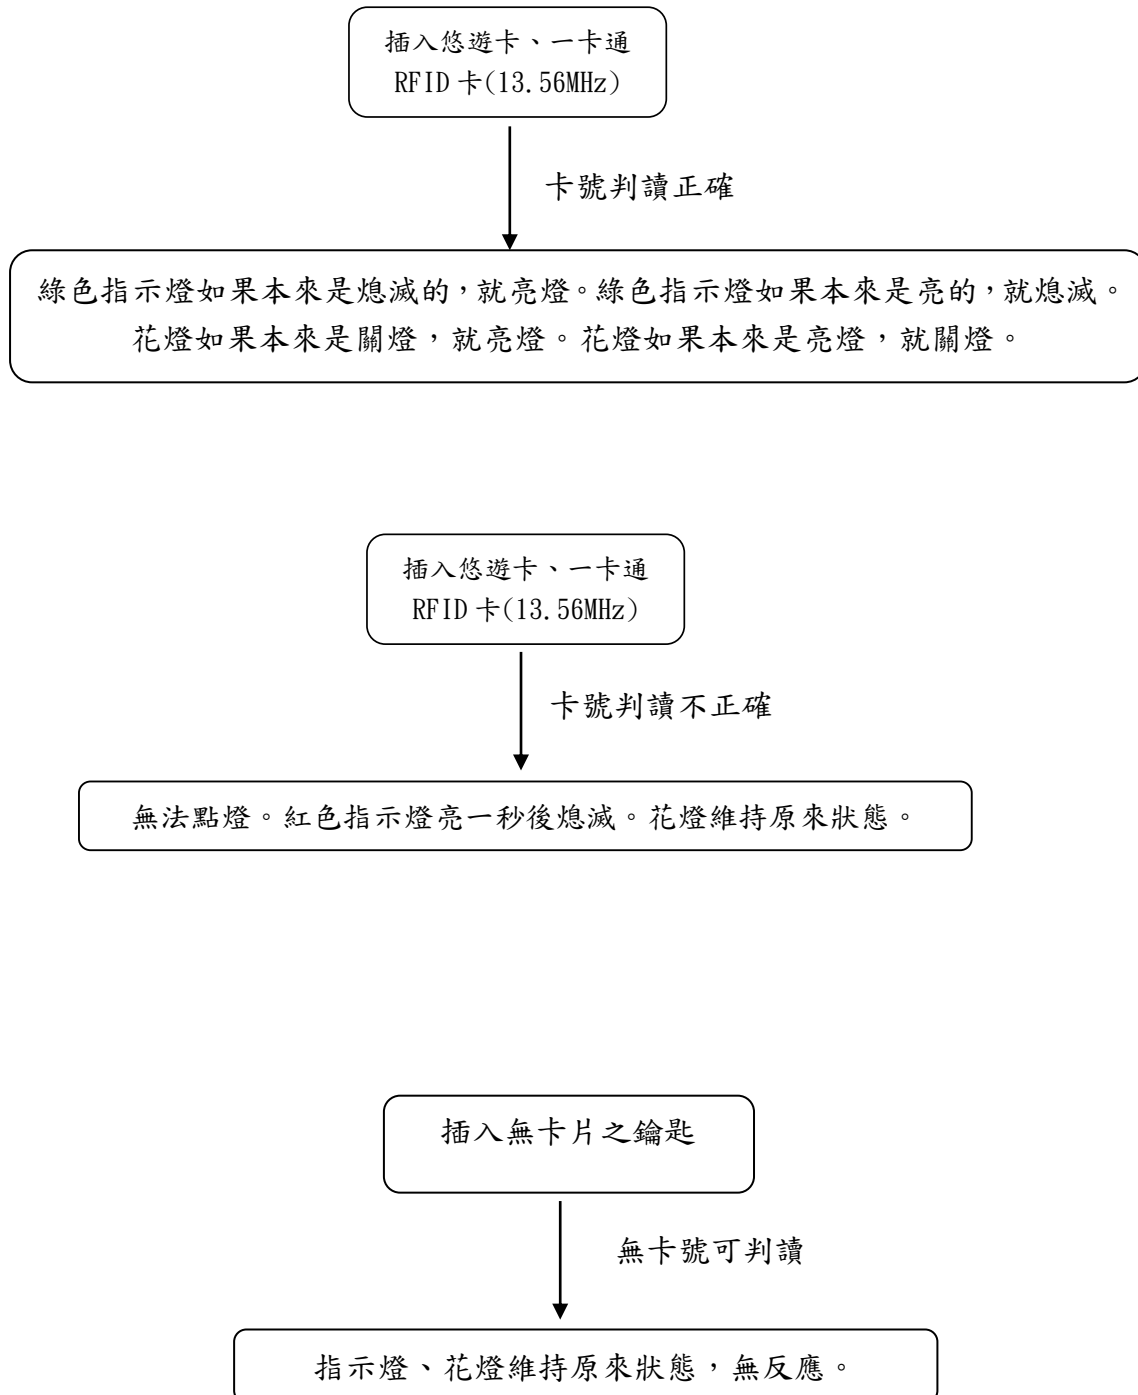 插入悠遊卡、一卡通
RFID卡(13.56MHz)
卡號判讀正確
綠色指示燈如果本來是熄滅的，就亮燈。綠色指示燈如果本來是亮的，就熄滅。
花燈如果本來是關燈，就亮燈。花燈如果本來是亮燈，就關燈。
插入悠遊卡、一卡通
RFID卡(13.56MHz)
卡號判讀不正確
無法點燈。紅色指示燈亮一秒後熄滅。花燈維持原來狀態。
插入無卡片之鑰匙
無卡號可判讀
指示燈、花燈維持原來狀態，無反應。